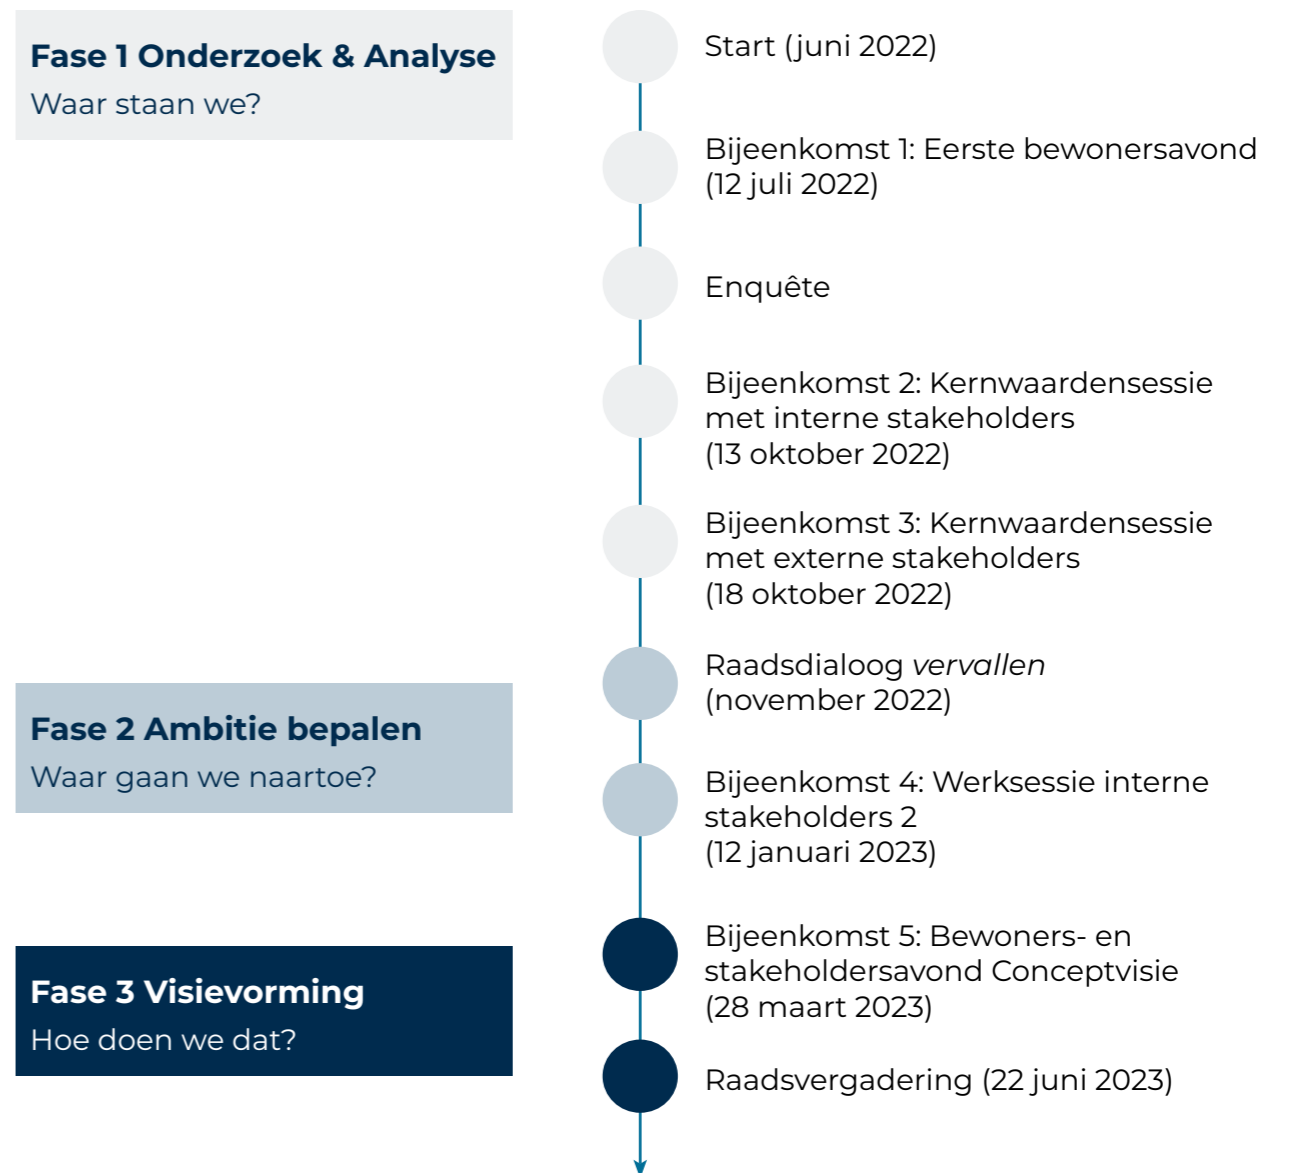 Fase 1 Onderzoek & Analyse
Waar staan we?
Start (juni 2022)
Bijeenkomst 1: Eerste bewonersavond
(12 juli 2022)
Enquête
Bijeenkomst 2: Kernwaardensessie
met interne stakeholders
(13 oktober 2022)
Bijeenkomst 3: Kernwaardensessie
met externe stakeholders
(18 oktober 2022)
Fase 2 Ambitie bepalen
Waar gaan we naartoe?
Raadsdialoog vervallen
(november 2022)
Bijeenkomst 4: Werksessie interne
stakeholders 2
(12 januari 2023)
Fase 3 Visievorming
Hoe doen we dat?
Bijeenkomst 5: Bewoners- en
stakeholdersavond Conceptvisie
(28 maart 2023)
Raadsvergadering (22 juni 2023)